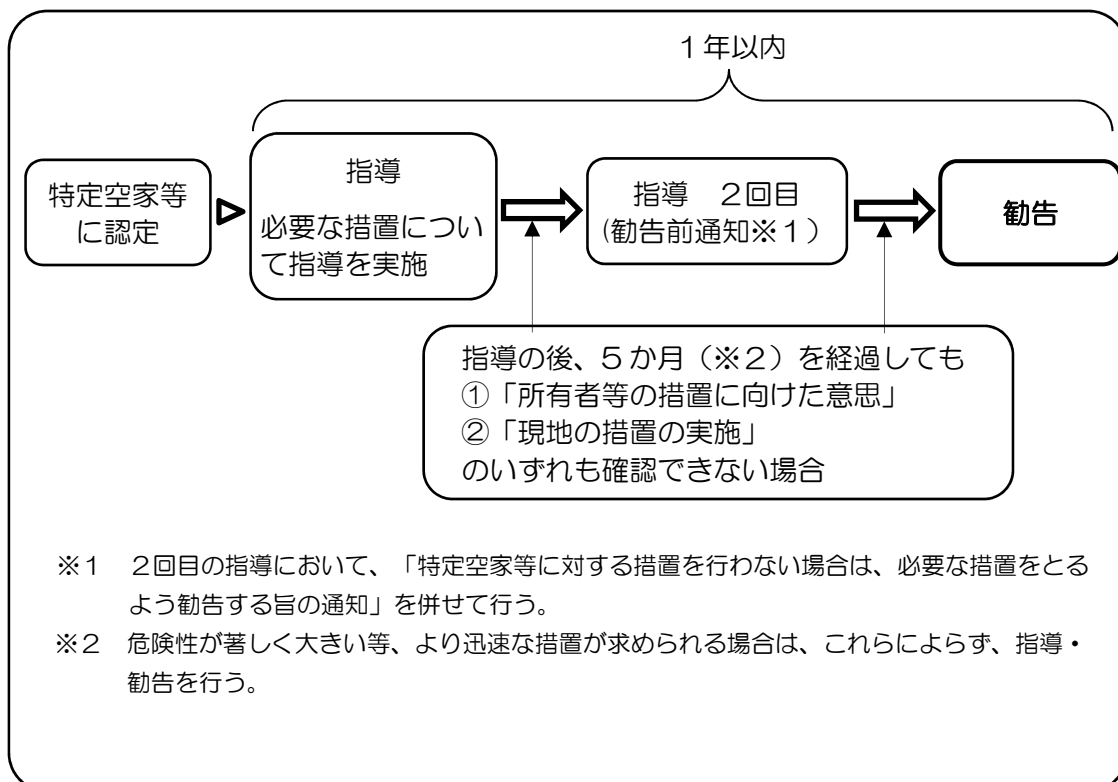 １年以内
特定空家等
に認定
指導
必要な措置につい
て指導を実施
指導　２回目
(勧告前通知※１）
勧告
指導の後、５か月（※２）を経過しても
①「所有者等の措置に向けた意思」
②「現地の措置の実施」
のいずれも確認できない場合
※１　２回目の指導において、「特定空家等に対する措置を行わない場合は、必要な措置をとる
よう勧告する旨の通知」を併せて行う。
※２　危険性が著しく大きい等、より迅速な措置が求められる場合は、これらによらず、指導・
勧告を行う。